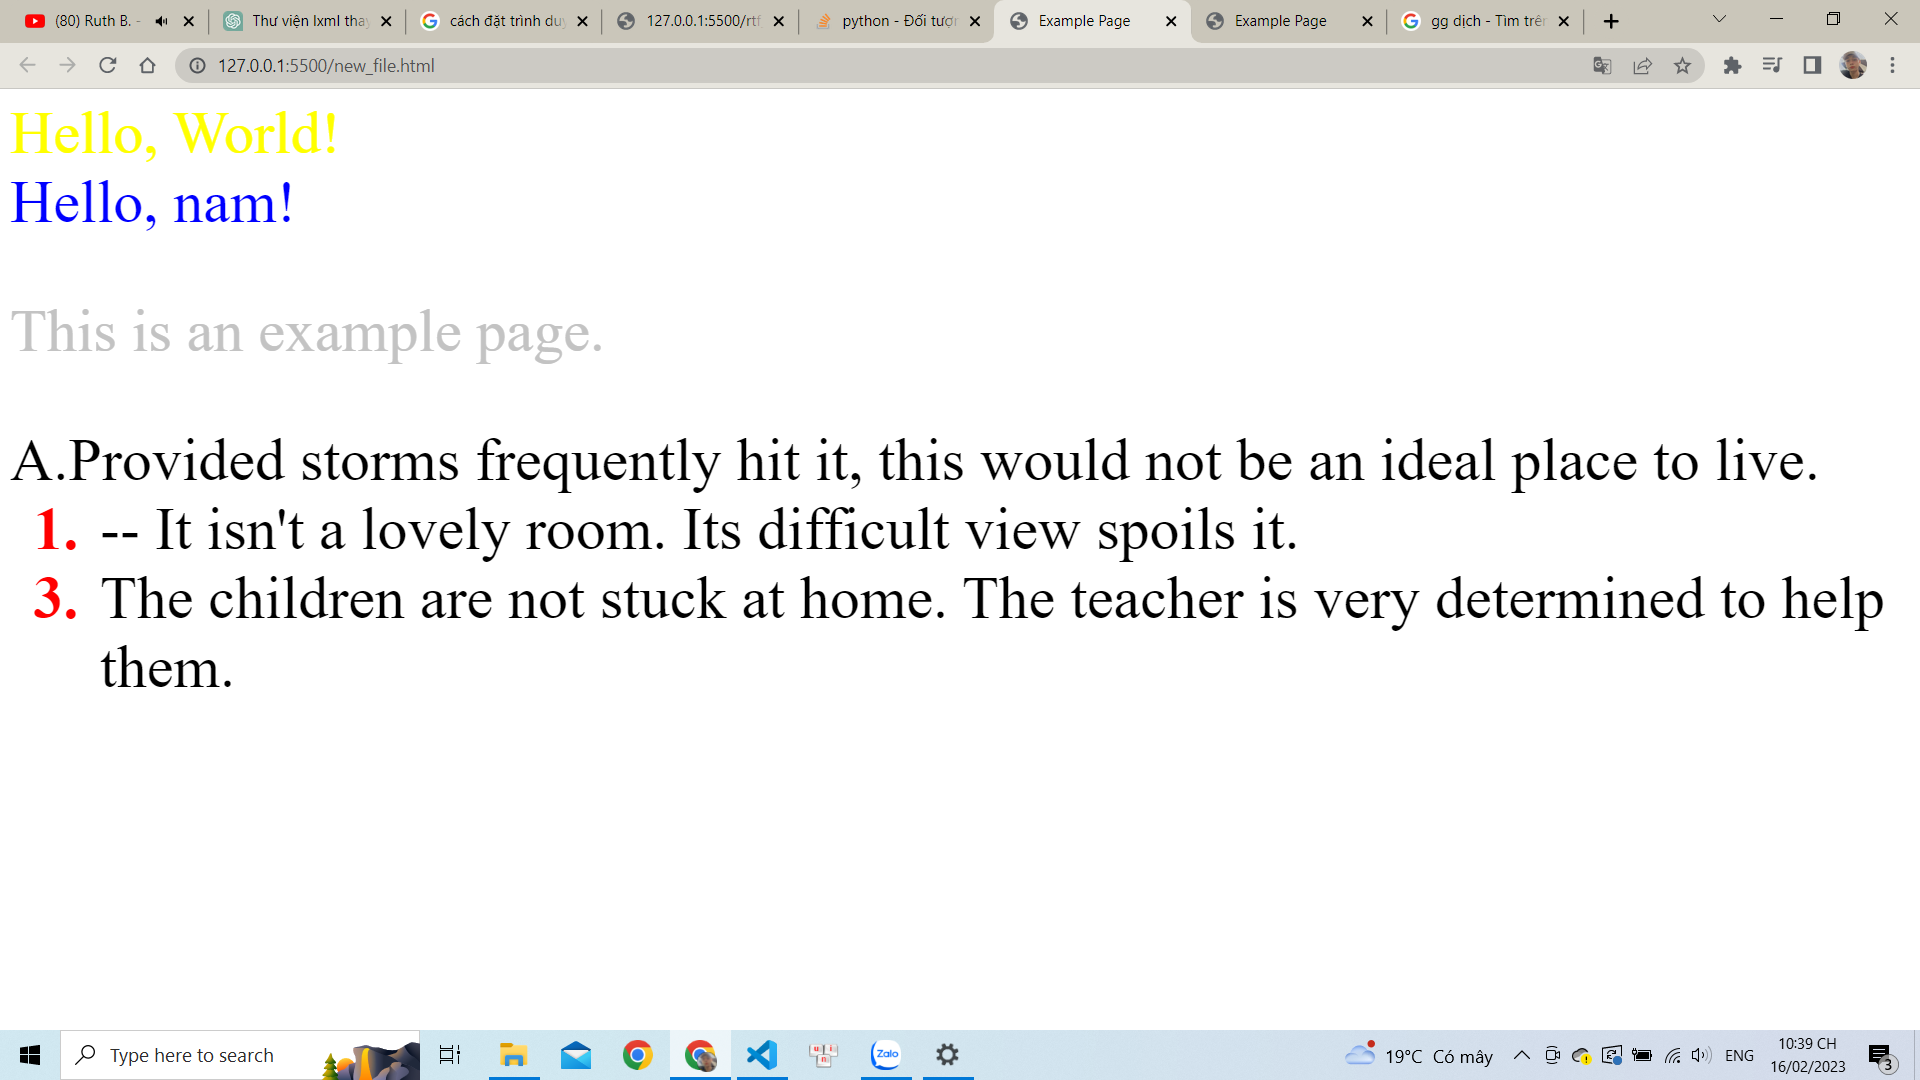 (80) Ruth B. -
Thư viện lxml thay
cách đặt trình duy
127.0.0.1:5500/rtf
python - Đối tượn
Example Page
Example Page
gg dịch - Tìm trên
127.0.0.1:5500/new_file.html
Hello, World!
Hello, nam!
This is an example page.
A.Provided storms frequently hit it, this would not be an ideal place to live.
1. -- It isn't a lovely room. Its difficult view spoils it.
3. The children are not stuck at home. The teacher is very determined to help
them.
Type here to search
Zalo
19°C Có mây
ENG
10:39 CH
16/02/2023
3